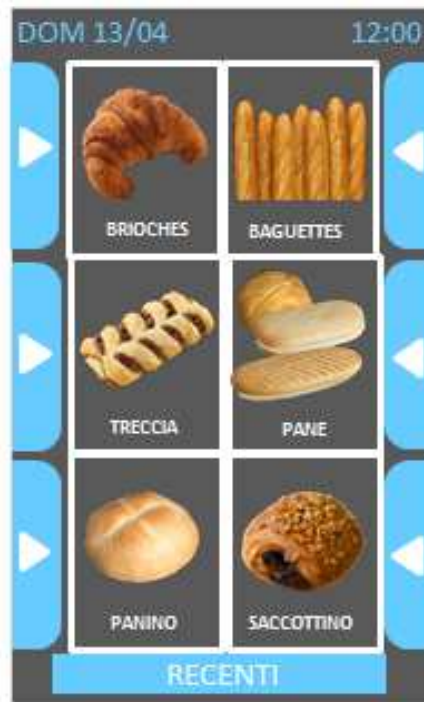 DOM 13/04 12:00
BRIOCHES BAGUETTES
TRECCIA PANE
PANINO SACCOTTINO
RECENTI